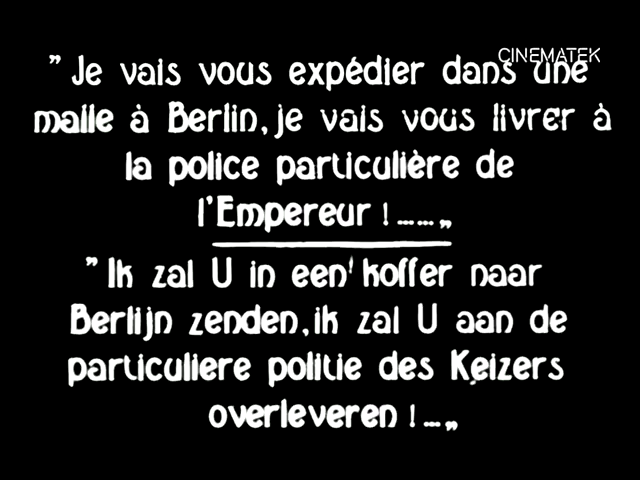 CINEMATEK
" Je vais vous expédier dans une
malle à Berlin, je vais vous livrer à
la police particulière de
l'Empereur !......„
" Ik zal U in een koffer naar
Berlijn zenden, ik zal U aan de
particuliere politie des Keizers
overleveren !...„